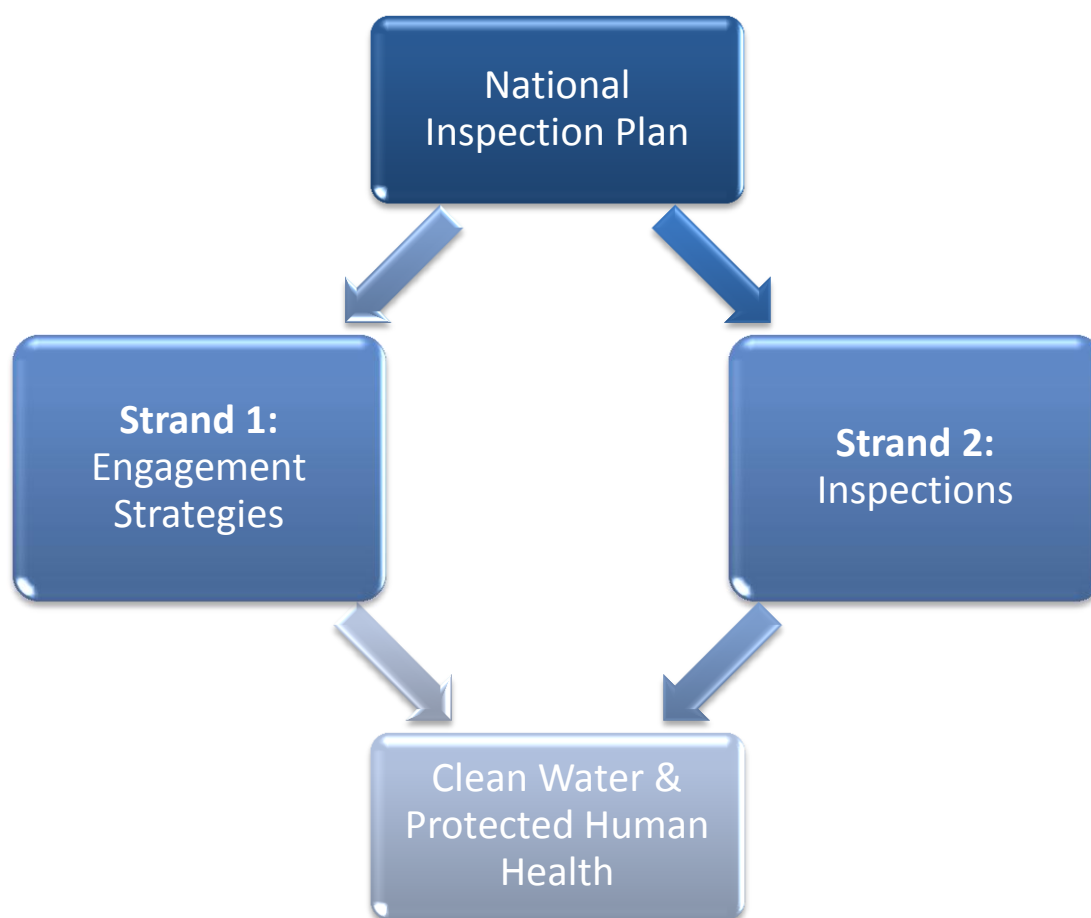 National
Inspection Plan
Strand 1:
Engagement
Strategies
Strand 2:
Inspections
Clean Water &
Protected Human
Health